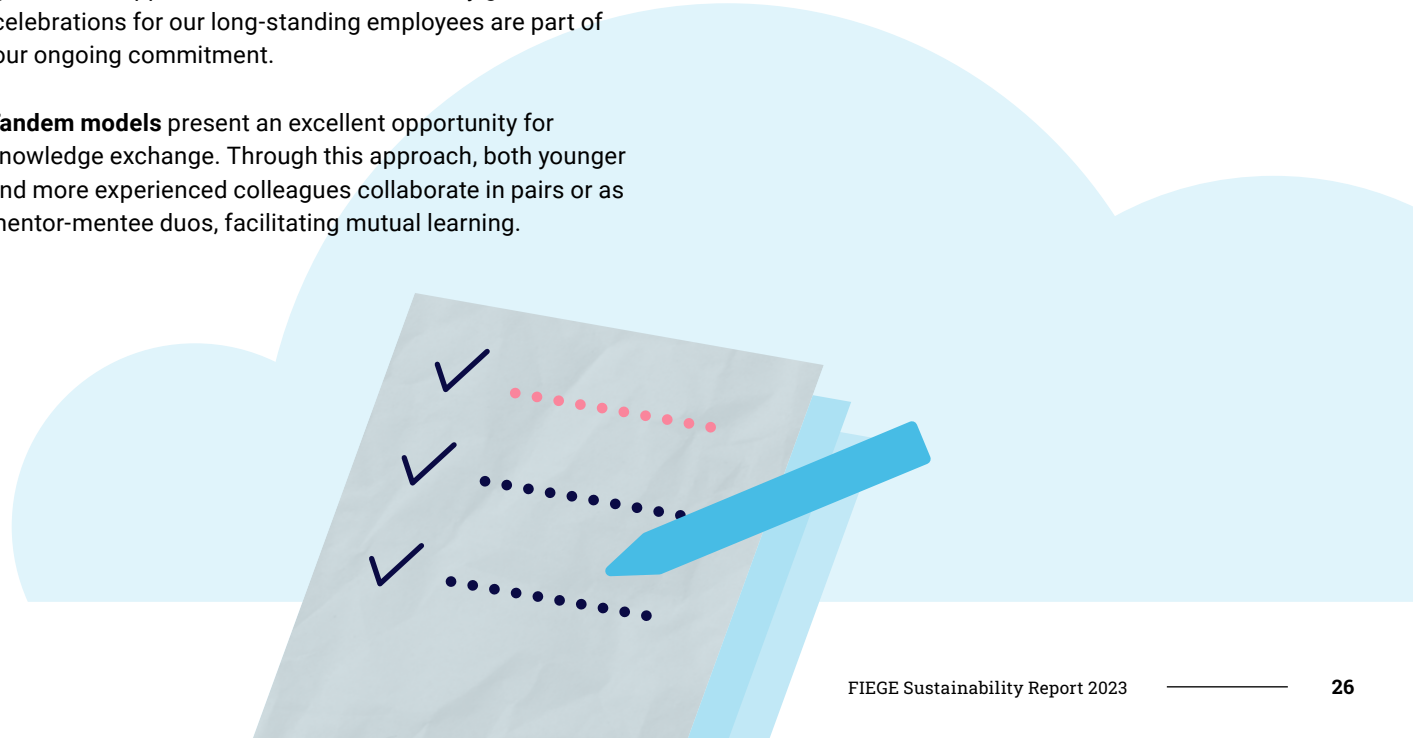 celebrations for our long-standing employees are part of
our ongoing commitment.
Tandem models present an excellent opportunity for
knowledge exchange. Through this approach, both younger
and more experienced colleagues collaborate in pairs or as
mentor-mentee duos, facilitating mutual learning.
FIEGE Sustainability Report 2023 26